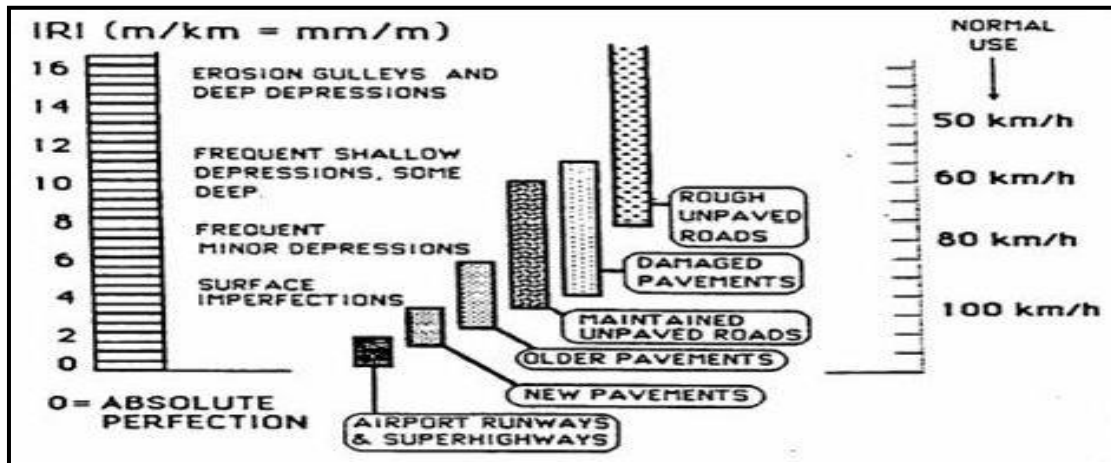 IRI (m/km = mm/m)
NORMAL
USE
16
14
12
10
8
6
4
2
0
EROSION GULLEYS AND
DEEP DEPRESSIONS
FREQUENT SHALLOW
DEPRESSIONS, SOME
DEEP.
FREQUENT
MINOR DEPRESSIONS
SURFACE
IMPERFECTIONS
ROUGH
UNPAVED
ROADS
DAMAGED
PAVEMENTS
MAINTAINED
UNPAVED ROADS
OLDER PAVEMENTS
NEW PAVEMENTS
AIRPORT RUNWAYS
& SUPERHIGHWAYS
50 km/h
60 km/h
80 km/h
100 km/h
0 = ABSOLUTE
PERFECTION